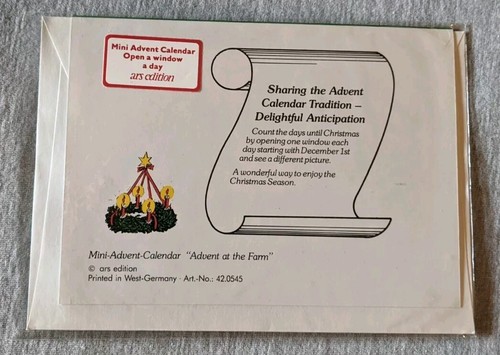 Mini Advent Calendar
Open a window
a day
ars edition
Sharing the Advent
Calendar Tradition –
Delightful Anticipation
Count the days until Christmas
by opening one window each
day starting with December 1st
and see a different picture.
A wonderful way to enjoy the
Christmas Season.
Mini-Advent-Calendar "Advent at the Farm"
© ars edition
Printed in West-Germany · Art.-No.: 42.0545